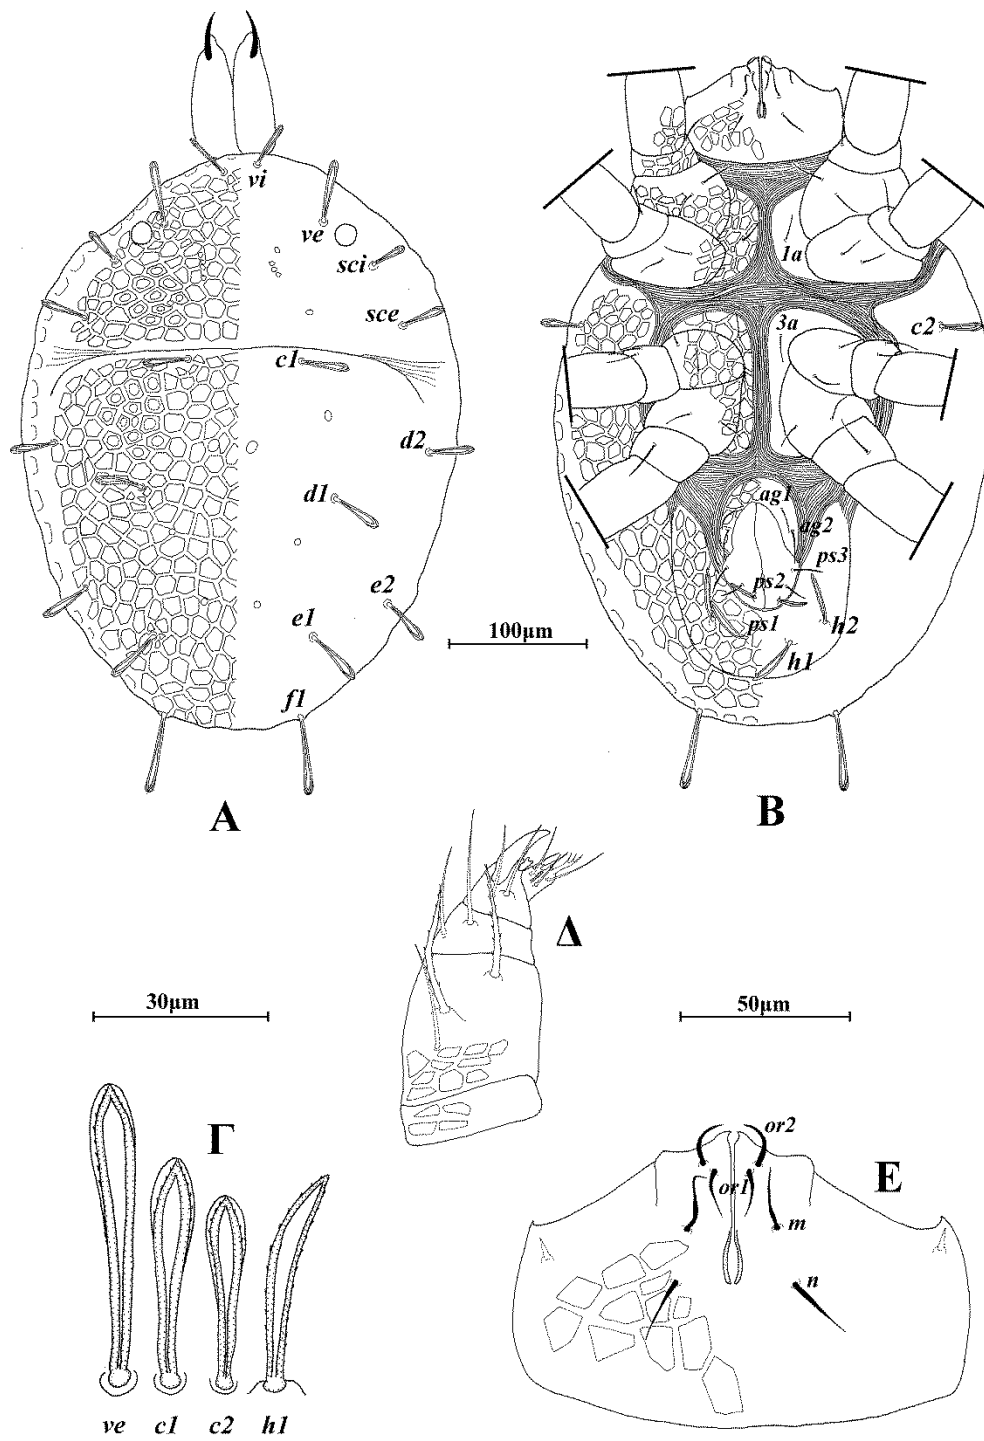 vi
ve
sci
sce
c1
d2
d1
e2
e1
f1
A
100μm
1a
3a
c2
ag1
ag2
ps3
ps2
ps1
h2
h1
B
Δ
30μm
Γ
ve c1 c2 h1
50μm
or2
or1
m
n
E